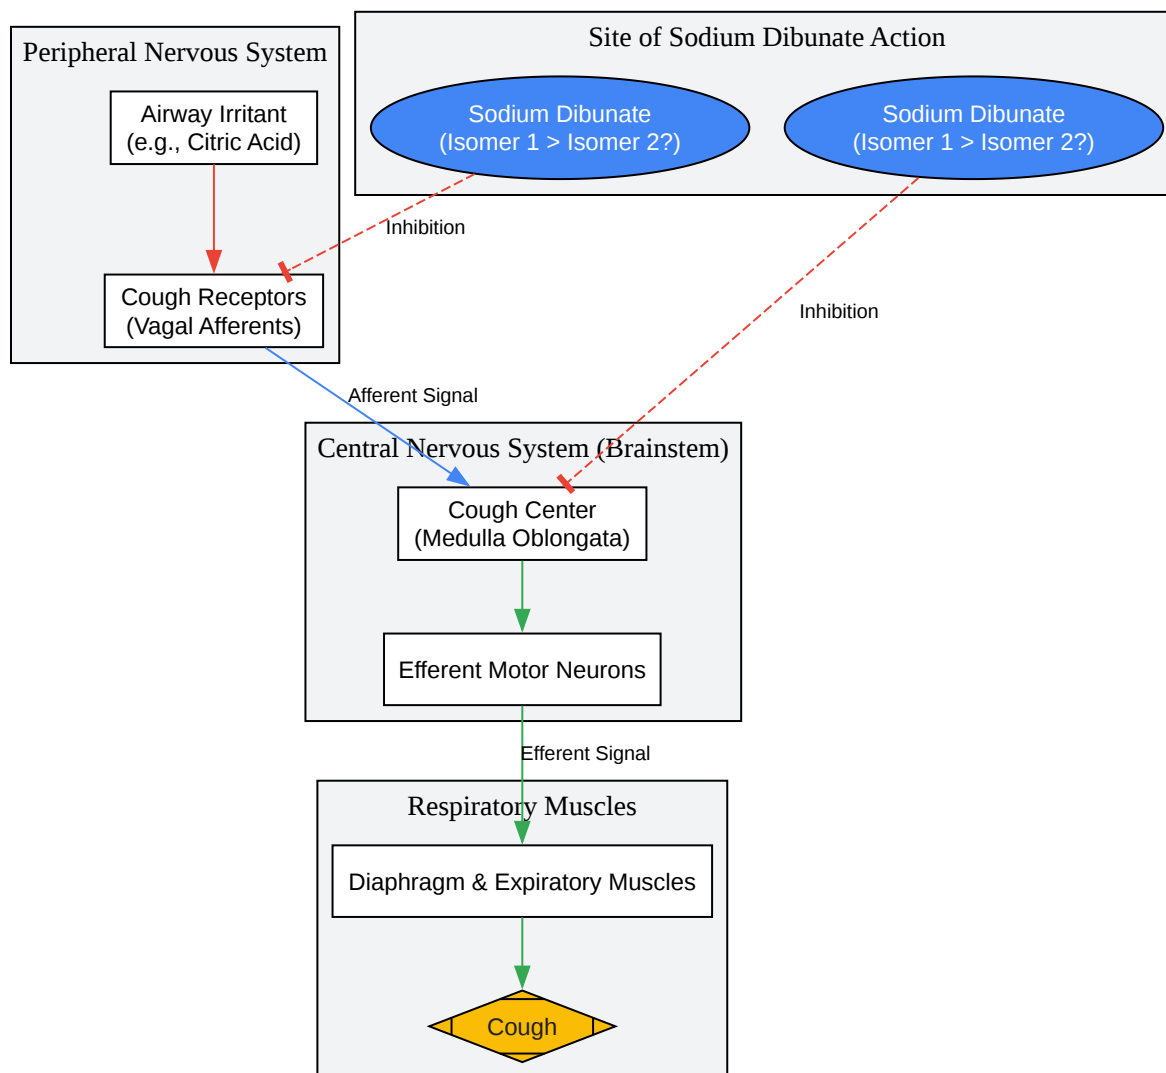 Peripheral Nervous System
Airway Irritant
(e.g., Citric Acid)
Cough Receptors
(Vagal Afferents)
Site of Sodium Dibunate Action
Sodium Dibunate
(Isomer 1 > Isomer 2?)
Sodium Dibunate
(Isomer 1 > Isomer 2?)
Inhibition
Inhibition
Afferent Signal
Central Nervous System (Brainstem)
Cough Center
(Medulla Oblongata)
Efferent Motor Neurons
Efferent Signal
Respiratory Muscles
Diaphragm & Expiratory Muscles
Cough